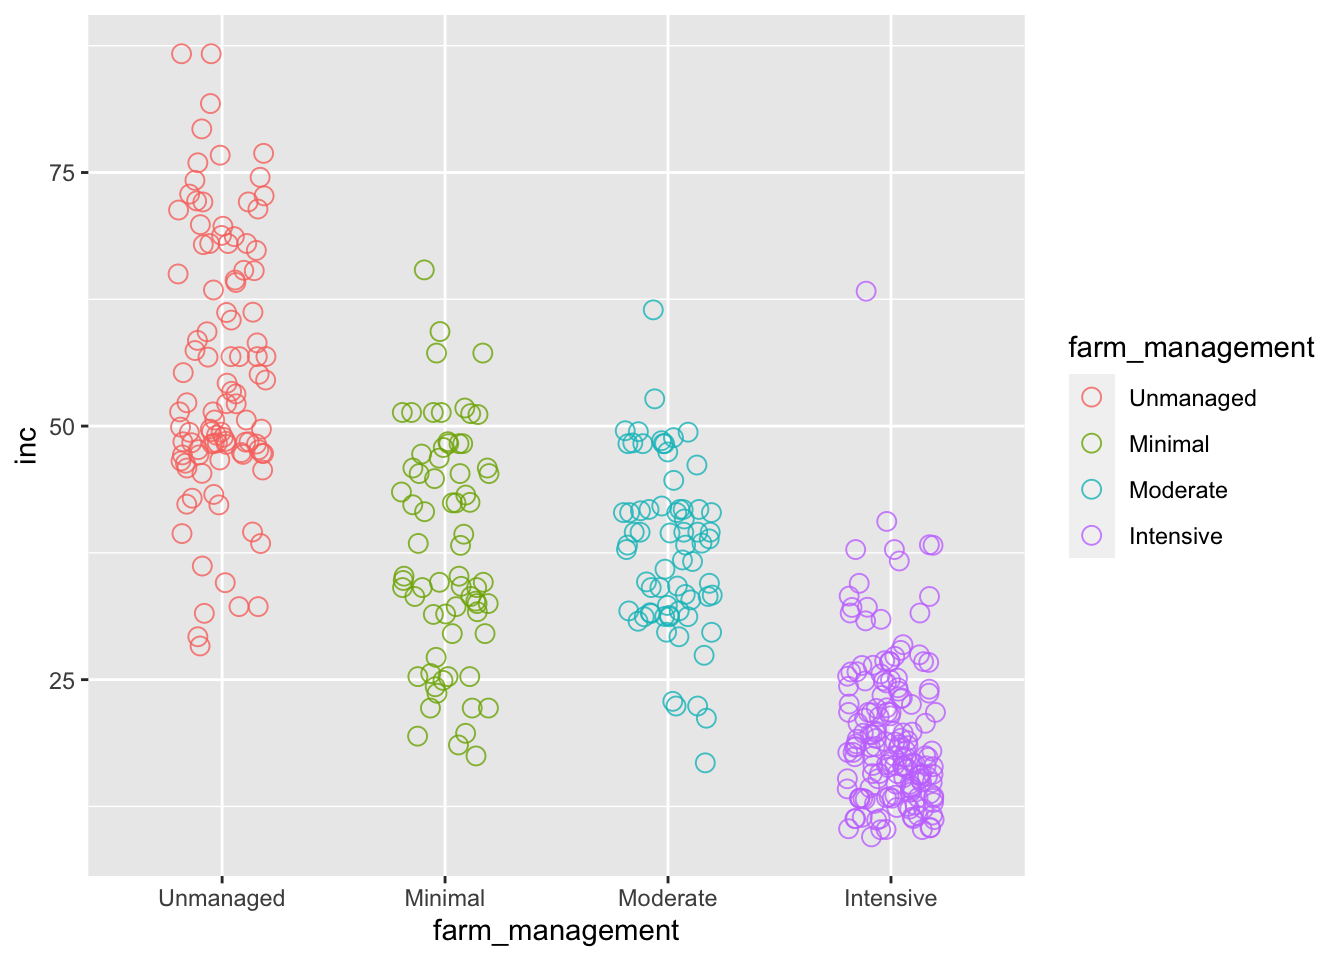 75
50
25
inc
Unmanaged
Minimal
Moderate
Intensive
farm_management
farm_management
Unmanaged
Minimal
Moderate
Intensive